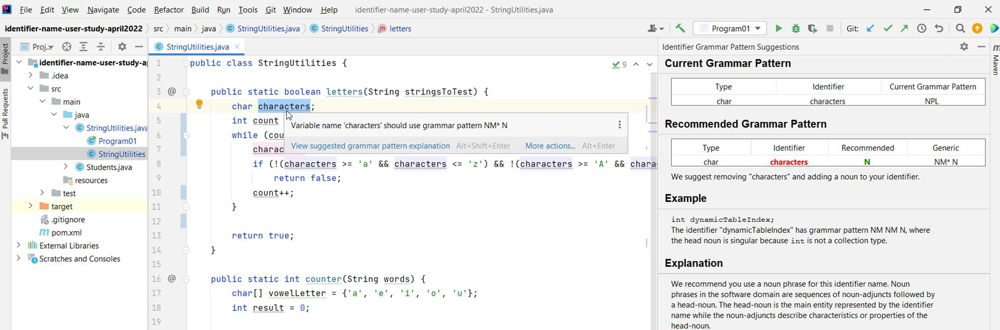 File Edit View Navigate Code Refactor Build Run Tools Git Window Help identifier-name-user-study-april2022 - StringUtilities.java
identifier-name-user-study-april2022 src main java StringUtilities.java StringUtilities letters Program01 Git:
Project
Pull Requests
Proj..
identifier-name-user-study-ap
.idea
src
main
java
StringUtilities.java
Program01
StringUtilities
Students.java
resources
test
target
.gitignore
pom.xml
External Libraries
Scratches and Consoles
StringUtilities.java
9
1 public class StringUtilities {
2
3 @ public static boolean letters(String stringsToTest) {
4 char characters;
5 int count
6 while (cou
7 charac
8 if (!(characters >= 'a' && characters <= 'z') && !(characters >= 'A' && chara
9 return false;
10 count++;
11 }
12
13 return true;
14 }
15
16 @ public static int counter(String words) {
17 char[] vowelLetter = {'a', 'e', 'i', 'o', 'u'};
18 int result = 0;
19
Variable name 'characters' should use grammar pattern NM* N
View suggested grammar pattern explanation Alt+Shift+Enter More actions... Alt+Enter
Identifier Grammar Pattern Suggestions
Current Grammar Pattern
Type Identifier Current Grammar Pattern
char characters NPL
Recommended Grammar Pattern
Type Identifier Recommended Generic
char characters N NM* N
We suggest removing "characters" and adding a noun to your identifier.
Example
int dynamicTableIndex;
The identifier "dynamicTableIndex" has grammar pattern NM NM N, where
the head noun is singular because int is not a collection type.
Explanation
We recommend you use a noun phrase for this identifier name. Noun
phrases in the software domain are sequences of noun-adjuncts followed by
a head-noun. The head-noun is the main entity represented by the identifier
name while the noun-adjuncts describe characteristics or properties of the
head-noun.
m
Maven